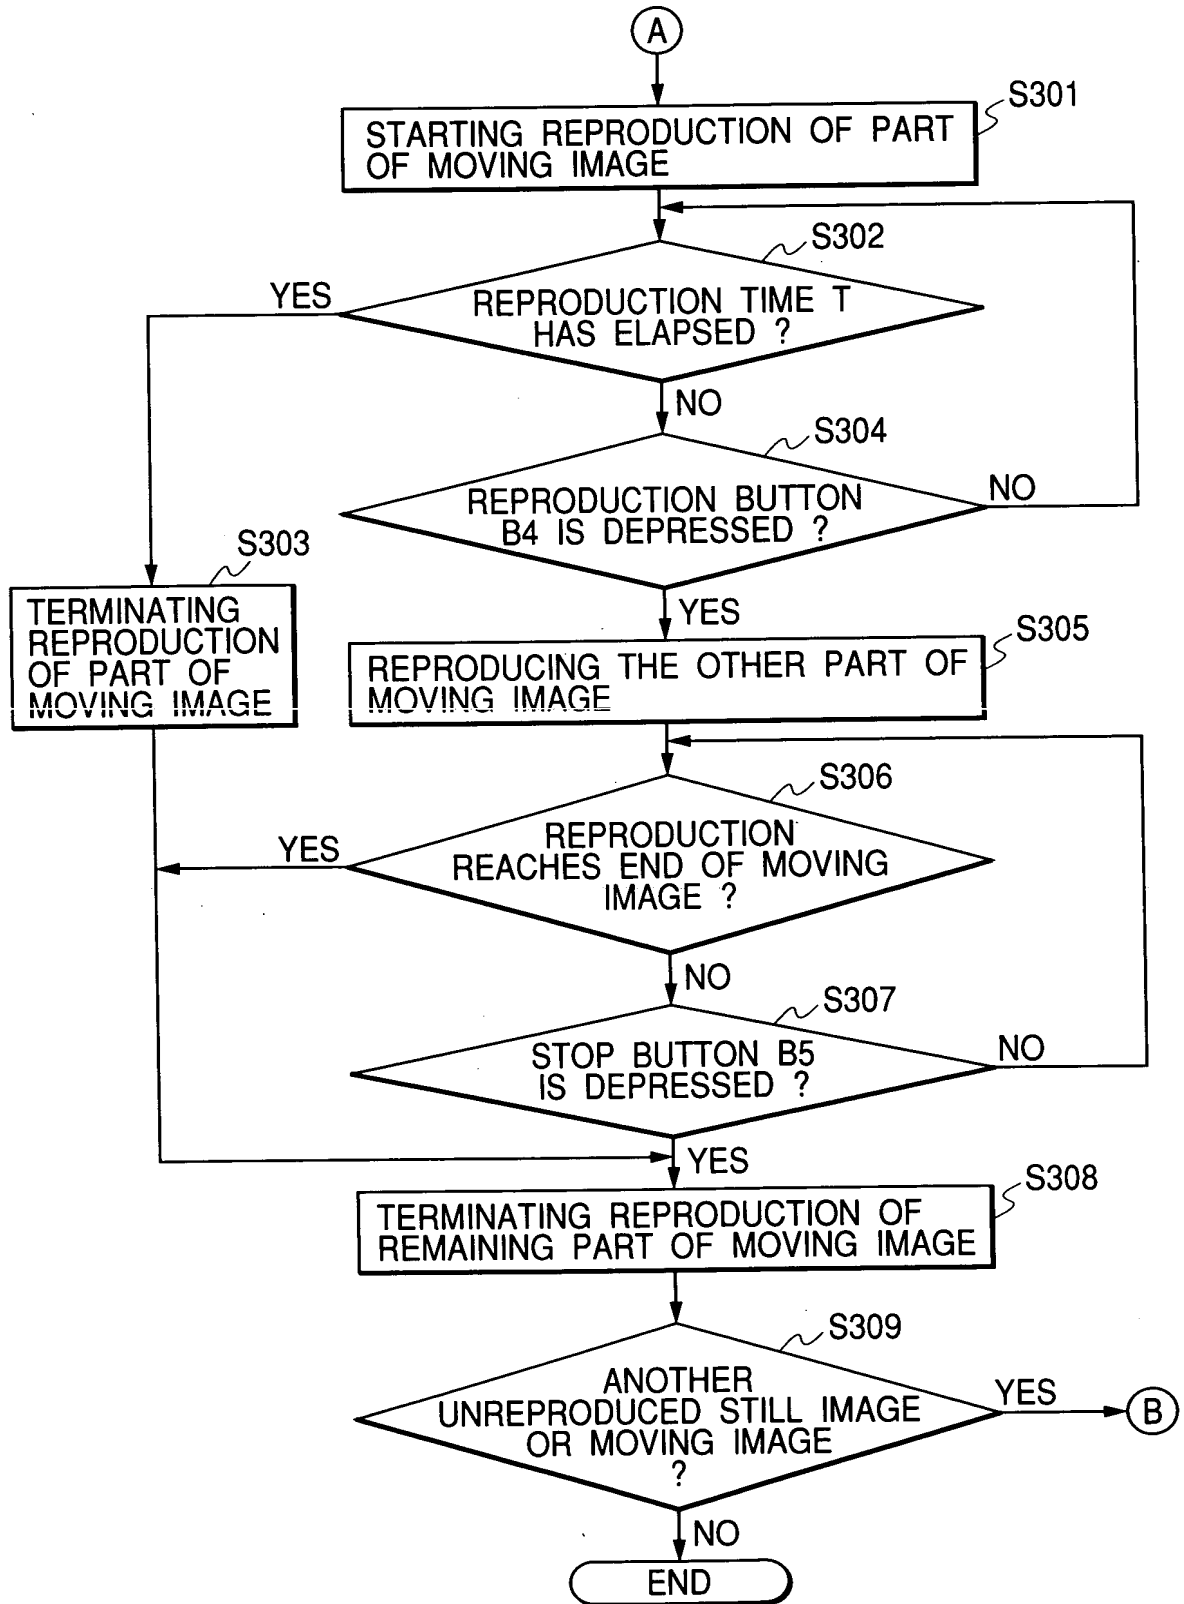 A
S301
STARTING REPRODUCTION OF PART
OF MOVING IMAGE
S302
YES
REPRODUCTION TIME T
HAS ELAPSED ?
NO
S304
REPRODUCTION BUTTON
B4 IS DEPRESSED ?
NO
S303
TERMINATING
REPRODUCTION
OF PART OF
MOVING IMAGE
YES
S305
REPRODUCING THE OTHER PART OF
MOVING IMAGE
S306
YES
REPRODUCTION
REACHES END OF MOVING
IMAGE ?
NO
S307
STOP BUTTON B5
IS DEPRESSED ?
NO
YES
S308
TERMINATING REPRODUCTION OF
REMAINING PART OF MOVING IMAGE
S309
ANOTHER
UNREPRODUCED STILL IMAGE
OR MOVING IMAGE
?
YES
B
NO
END